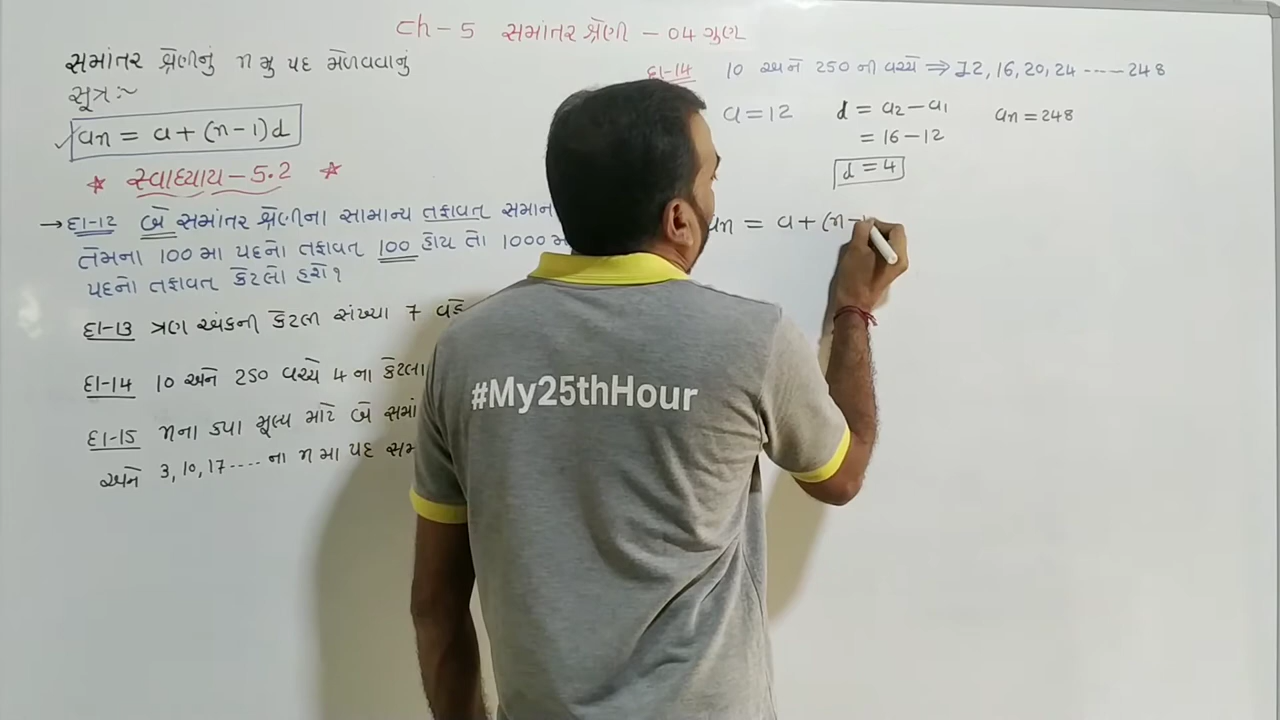 Ch-5 સમાંતર શ્રેણી - 04 ગુણ
સમાંતર શ્રેણીનું n મુ પદ મેળવવાનું
સૂત્ર:-
an = a + (n-1)d
* સ્વાધ્યાય - 5.2 *
→ દા-12 બે સમાંતર શ્રેણીના સામાન્ય તફાવત સમાન
તેમના 100 મા પદનો તફાવત 100 હોય તો 1000 મ
પદનો તફાવત કેટલો હશે?
દા-13 ત્રણ અંકની કેટલી સંખ્યા 7 વડે
દા-14 10 અને 250 વચ્ચે 4 ના કેટલા
દા-15 nના કયા મૂલ્ય માટે બે સમાં
અને 3, 10, 17 ..... ના n મા પદ સમ
દા-14 10 અને 250 ની વચ્ચે ⇒ 12, 16, 20, 24 ------ 248
a = 12 d = a2 - a1 an = 248
= 16 - 12
d = 4
an = a + (n-1
#My25thHour